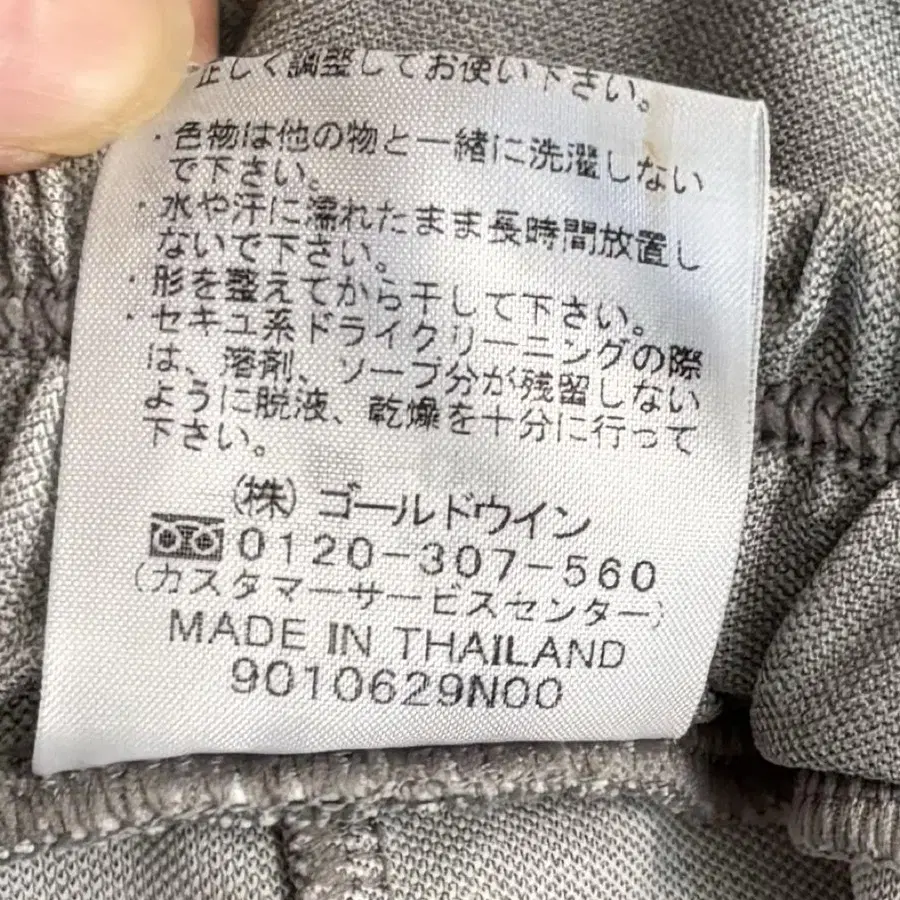 正しく調整してお使い下さい。
・色物は他の物と一緒に洗濯しない
で下さい。
・水や汗に濡れたまま長時間放置し
ないで下さい。
・形を整えてから干して下さい。
・セキユ系ドライクリーニングの際
は、溶剤、ソープ分が残留しない
ように脱液、乾燥を十分に行って
下さい。
(株) ゴールドウイン
0120-307-560
(カスタマーサービスセンター)
MADE IN THAILAND
9010629N00